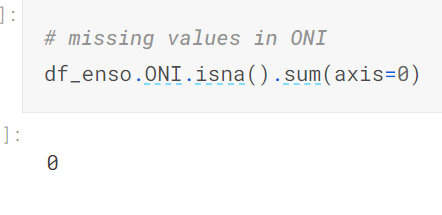 ]:
# missing values in ONI
df_enso.ONI.isna().sum(axis=0)
]:
0